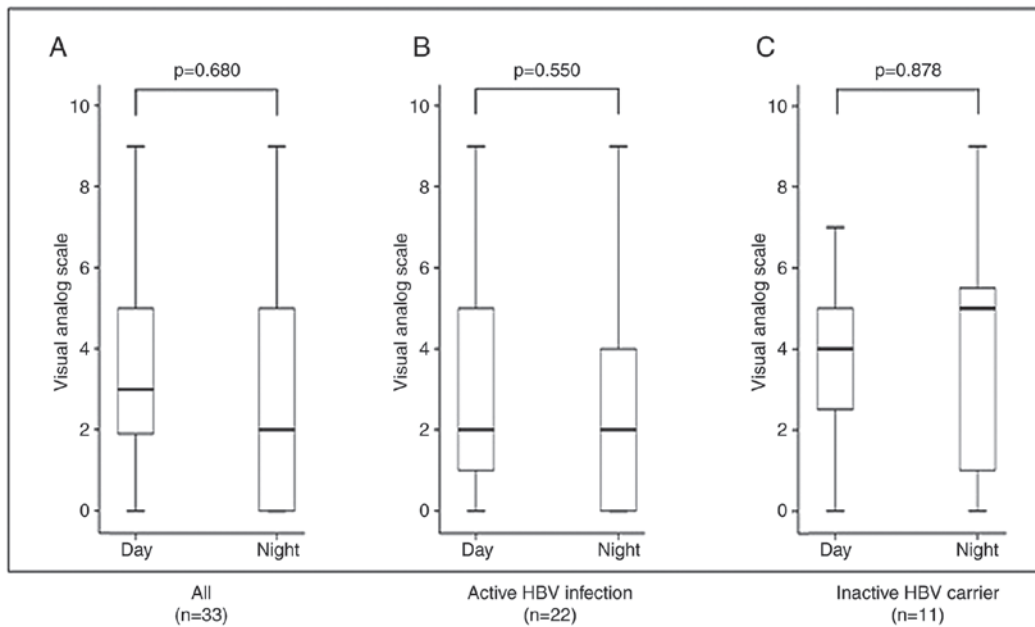 A
p=0.680
10
8
6
4
2
0
Visual analog scale
Day Night
All
(n=33)
B
p=0.550
10
8
6
4
2
0
Visual analog scale
Day Night
Active HBV infection
(n=22)
C
p=0.878
10
8
6
4
2
0
Visual analog scale
Day Night
Inactive HBV carrier
(n=11)